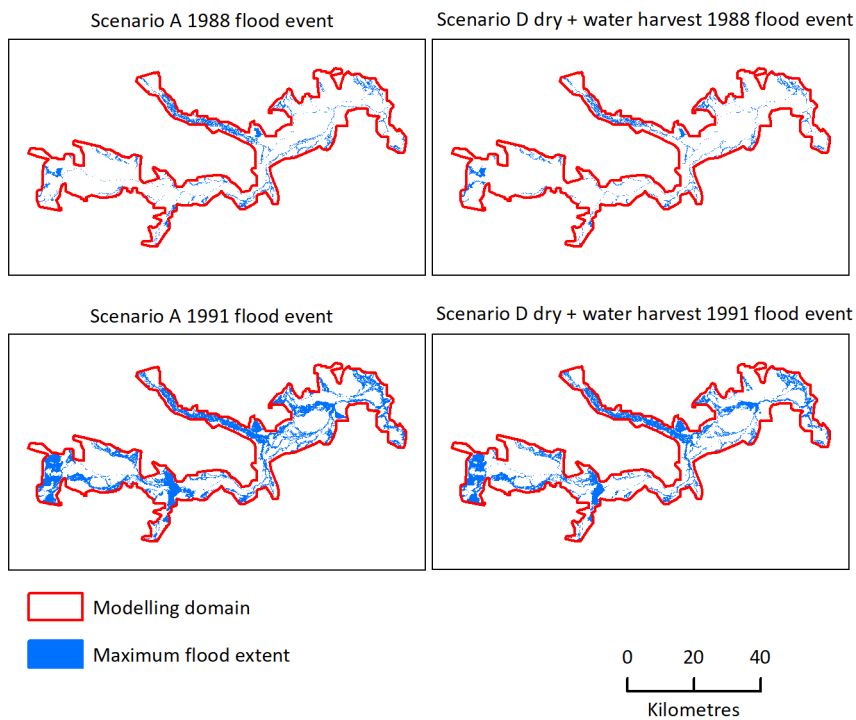 Scenario A 1988 flood event
Scenario D dry + water harvest 1988 flood event
Scenario A 1991 flood event
Scenario D dry + water harvest 1991 flood event
Modelling domain
Maximum flood extent
0 20 40
Kilometres